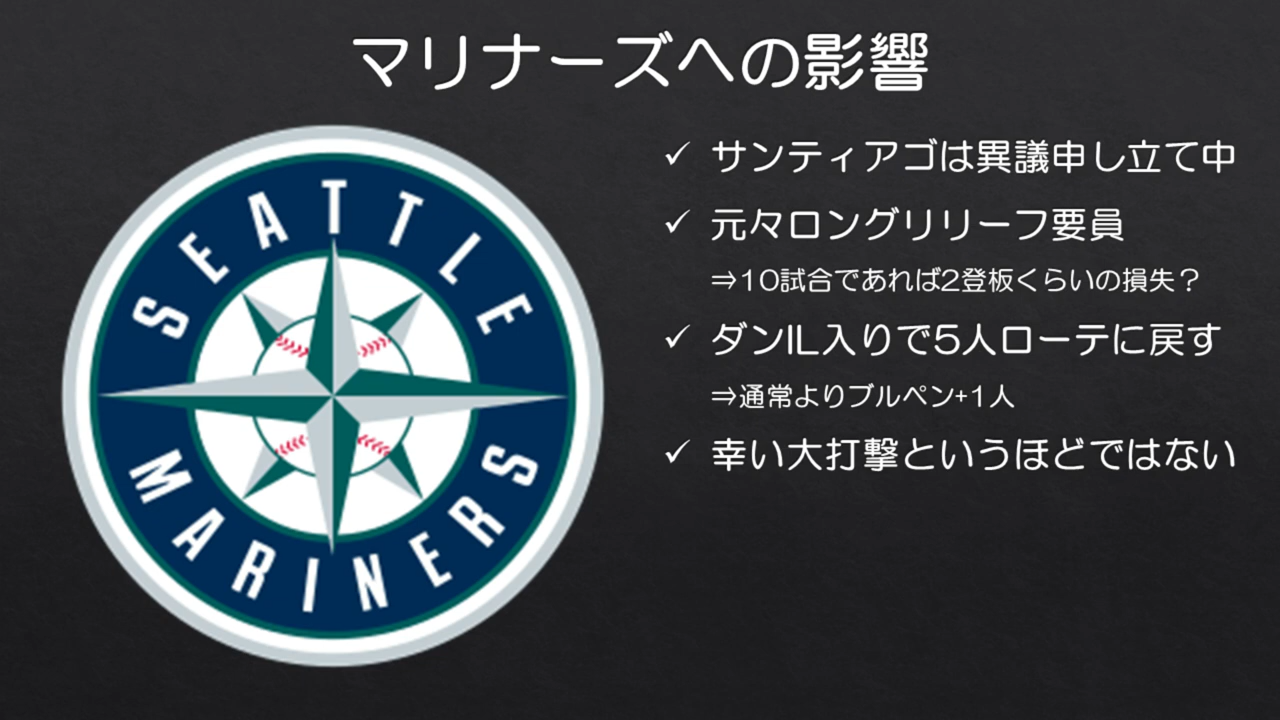 マリナーズへの影響
SEATTLE
MARINERS
✓ サンティアゴは異議申し立て中
✓ 元々ロングリリーフ要員
⇒10試合であれば2登板くらいの損失？
✓ ダンIL入りで5人ローテに戻す
⇒通常よりブルペン+1人
✓ 幸い大打撃というほどではない